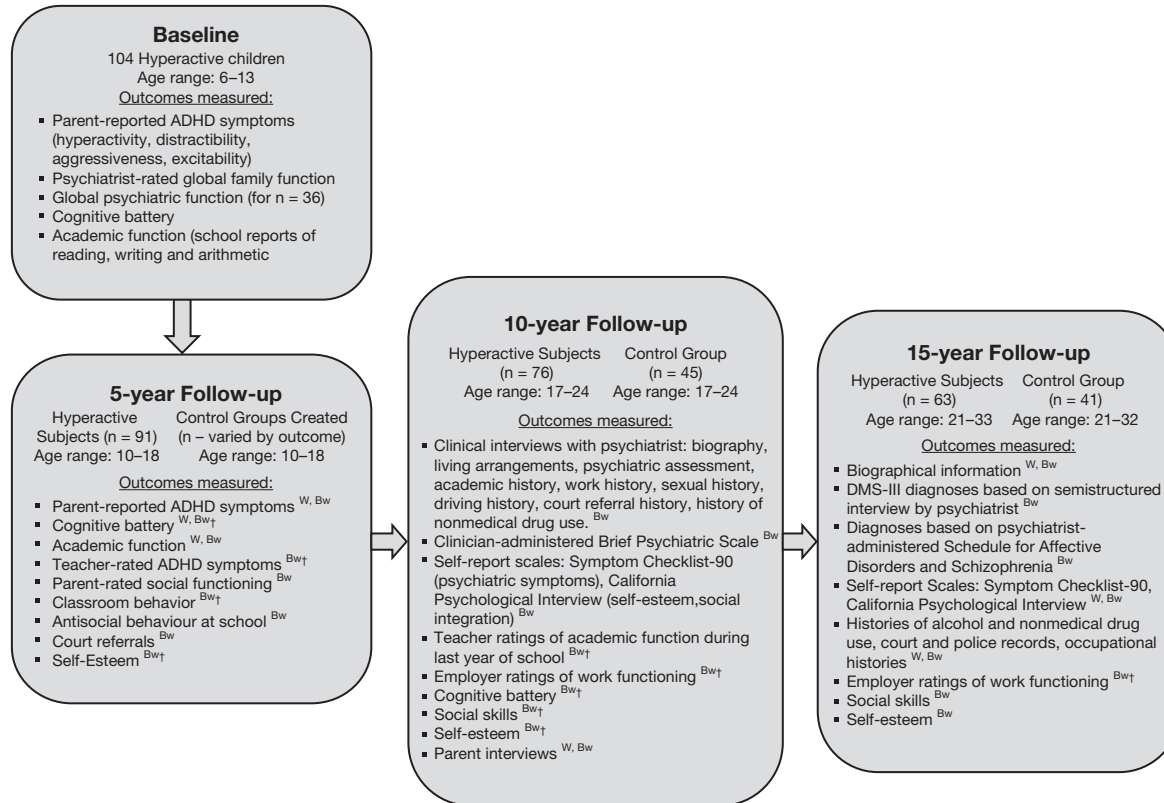 Baseline
104 Hyperactive children
Age range: 6–13
Outcomes measured:
▪ Parent-reported ADHD symptoms
(hyperactivity, distractibility,
aggressiveness, excitability)
▪ Psychiatrist-rated global family function
▪ Global psychiatric function (for n = 36)
▪ Cognitive battery
▪ Academic function (school reports of
reading, writing and arithmetic
5-year Follow-up
Hyperactive
Subjects (n = 91)
Age range: 10–18
Control Groups Created
(n – varied by outcome)
Age range: 10–18
Outcomes measured:
▪ Parent-reported ADHD symptoms W, Bw
▪ Cognitive battery W, Bw†
▪ Academic function W, Bw
▪ Teacher-rated ADHD symptoms Bw†
▪ Parent-rated social functioning Bw
▪ Classroom behavior Bw†
▪ Antisocial behaviour at school Bw
▪ Court referrals Bw
▪ Self-Esteem Bw†
10-year Follow-up
Hyperactive Subjects
(n = 76)
Age range: 17–24
Control Group
(n = 45)
Age range: 17–24
Outcomes measured:
▪ Clinical interviews with psychiatrist: biography,
living arrangements, psychiatric assessment,
academic history, work history, sexual history,
driving history, court referral history, history of
nonmedical drug use. Bw
▪ Clinician-administered Brief Psychiatric Scale Bw
▪ Self-report scales: Symptom Checklist-90
(psychiatric symptoms), California
Psychological Interview (self-esteem,social
integration) Bw
▪ Teacher ratings of academic function during
last year of school Bw†
▪ Employer ratings of work functioning Bw†
▪ Cognitive battery Bw†
▪ Social skills Bw†
▪ Self-esteem Bw†
▪ Parent interviews W, Bw
15-year Follow-up
Hyperactive Subjects
(n = 63)
Age range: 21–33
Control Group
(n = 41)
Age range: 21–32
Outcomes measured:
▪ Biographical information W, Bw
▪ DMS-III diagnoses based on semistructured
interview by psychiatrist Bw
▪ Diagnoses based on psychiatrist-
administered Schedule for Affective
Disorders and Schizophrenia Bw
▪ Self-report Scales: Symptom Checklist-90,
California Psychological Interview W, Bw
▪ Histories of alcohol and nonmedical drug
use, court and police records, occupational
histories W, Bw
▪ Employer ratings of work functioning Bw†
▪ Social skills Bw
▪ Self-esteem Bw